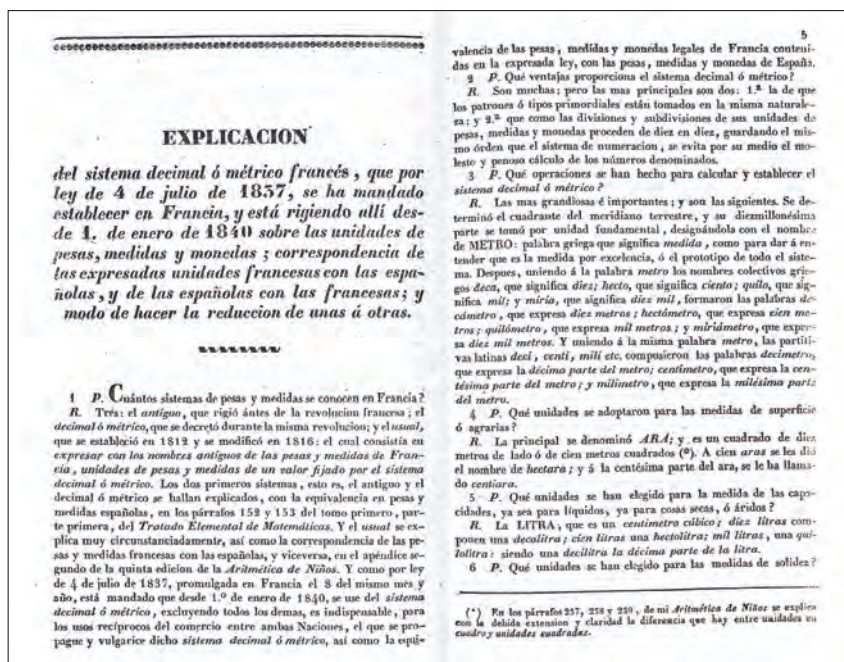 EXPLICACION
del sistema decimal ó métrico francés, que por
ley de 4 de julio de 1837, se ha mandado
establecer en Francia, y está rigiendo allí des-
de 1. de enero de 1840 sobre las unidades de
pesas, medidas y monedas; correspondencia de
las expresadas unidades francesas con las espa-
ñolas, y de las españolas con las francesas; y
modo de hacer la reduccion de unas á otras.
1 P. Cuántos sistemas de pesas y medidas se conocen en Francia?
R. Trés: el antiguo, que rigió ántes de la revolucion francesa; el
decimal ó métrico, que se decretó durante la misma revolucion; y el usual,
que se estableció en 1812 y se modificó en 1816: el cual consistía en
expresar con los nombres antiguos de las pesas y medidas de Fran-
cia, unidades de pesas y medidas de un valor fijado por el sistema
decimal ó métrico. Los dos primeros sistemas, esto es, el antiguo y el
decimal ó métrico se hallan explicados, con la equivalencia en pesas y
medidas españolas, en los párrafos 152 y 153 del tomo primero, par-
te primera, del Tratado Elemental de Matemáticas. Y el usual se ex-
plica muy circunstanciadamente, así como la correspondencia de las pe-
sas y medidas francesas con las españolas, y viceversa, en el apéndice se-
gundo de la quinta edicion de la Aritmética de Niños. Y como por ley
de 4 de julio de 1837, promulgada en Francia el 8 del mismo mes y
año, está mandado que desde 1.º de enero de 1840, se use del sistema
decimal ó métrico, excluyendo todos los demas, es indispensable, para
los usos recíprocos del comercio entre ambas Naciones, el que se pro-
pague y vulgarice dicho sistema decimal ó métrico, así como la equi-
5
valencia de las pesas, medidas y monedas legales de Francia conteni-
das en la expresada ley, con las pesas, medidas y monedas de España.
2 P. Qué ventajas proporciona el sistema decimal ó métrico?
R. Son muchas; pero las mas principales son dos: 1.ª la de que
los patrones ó tipos primordiales están tomados en la misma naturale-
za; y 2.ª que como las divisiones y subdivisiones de sus unidades de
pesas, medidas y monedas proceden de diez en diez, guardando el mis-
mo órden que el sistema de numeracion, se evita por su medio el mo-
lesto y penoso cálculo de los números denominados.
3 P. Qué operaciones se han hecho para calcular y establecer el
sistema decimal ó métrico?
R. Las mas grandiosas é importantes; y son las siguientes. Se de-
terminó el cuadrante del meridiano terrestre, y su diezmillonésima
parte se tomó por unidad fundamental, designándola con el nombre
de METRO: palabra griega que significa medida, como para dar á en-
tender que es la medida por excelencia, ó el prototipo de todo el siste-
ma. Despues, uniendo á la palabra metro los nombres colectivos grie-
gos deca, que significa diez; hecto, que significa ciento; quilo, que sig-
nifica mil; y miria, que significa diez mil, formaron las palabras de-
cámetro, que expresa diez metros; hectómetro, que expresa cien me-
tros; quilómetro, que expresa mil metros; y miriámetro, que expre-
sa diez mil metros. Y uniendo á la misma palabra metro, las partiti-
vas latinas deci, centi, mili etc. compusieron las palabras decímetro,
que expresa la décima parte del metro; centímetro, que expresa la cen-
tésima parte del metro; y milímetro, que expresa la milésima parte
del metro.
4 P. Qué unidades se adoptaron para las medidas de superficie
ó agrarias?
R. La principal se denominó ARA; y es un cuadrado de diez
metros de lado ó de cien metros cuadrados (*). A cien aras se les dió
el nombre de hectara; y á la centésima parte del ara, se le ha llama-
do centiara.
5 P. Qué unidades se han elegido para la medida de las capa-
cidades, ya sea para líquidos, ya para cosas secas, ó áridos?
R. La LITRA, que es un centímetro cúbico; diez litras com-
ponen una decalitra; cien litras una hectolitra; mil litras, una qui-
lolitra: siendo una decilitra la décima parte de la litra.
6 P. Qué unidades se han elegido para las medidas de solidez?
(*) En los párrafos 257, 258 y 259, de mi Aritmética de Niños se explica
con la debida extension y claridad la diferencia que hay entre unidades en
cuadro y unidades cuadradas.